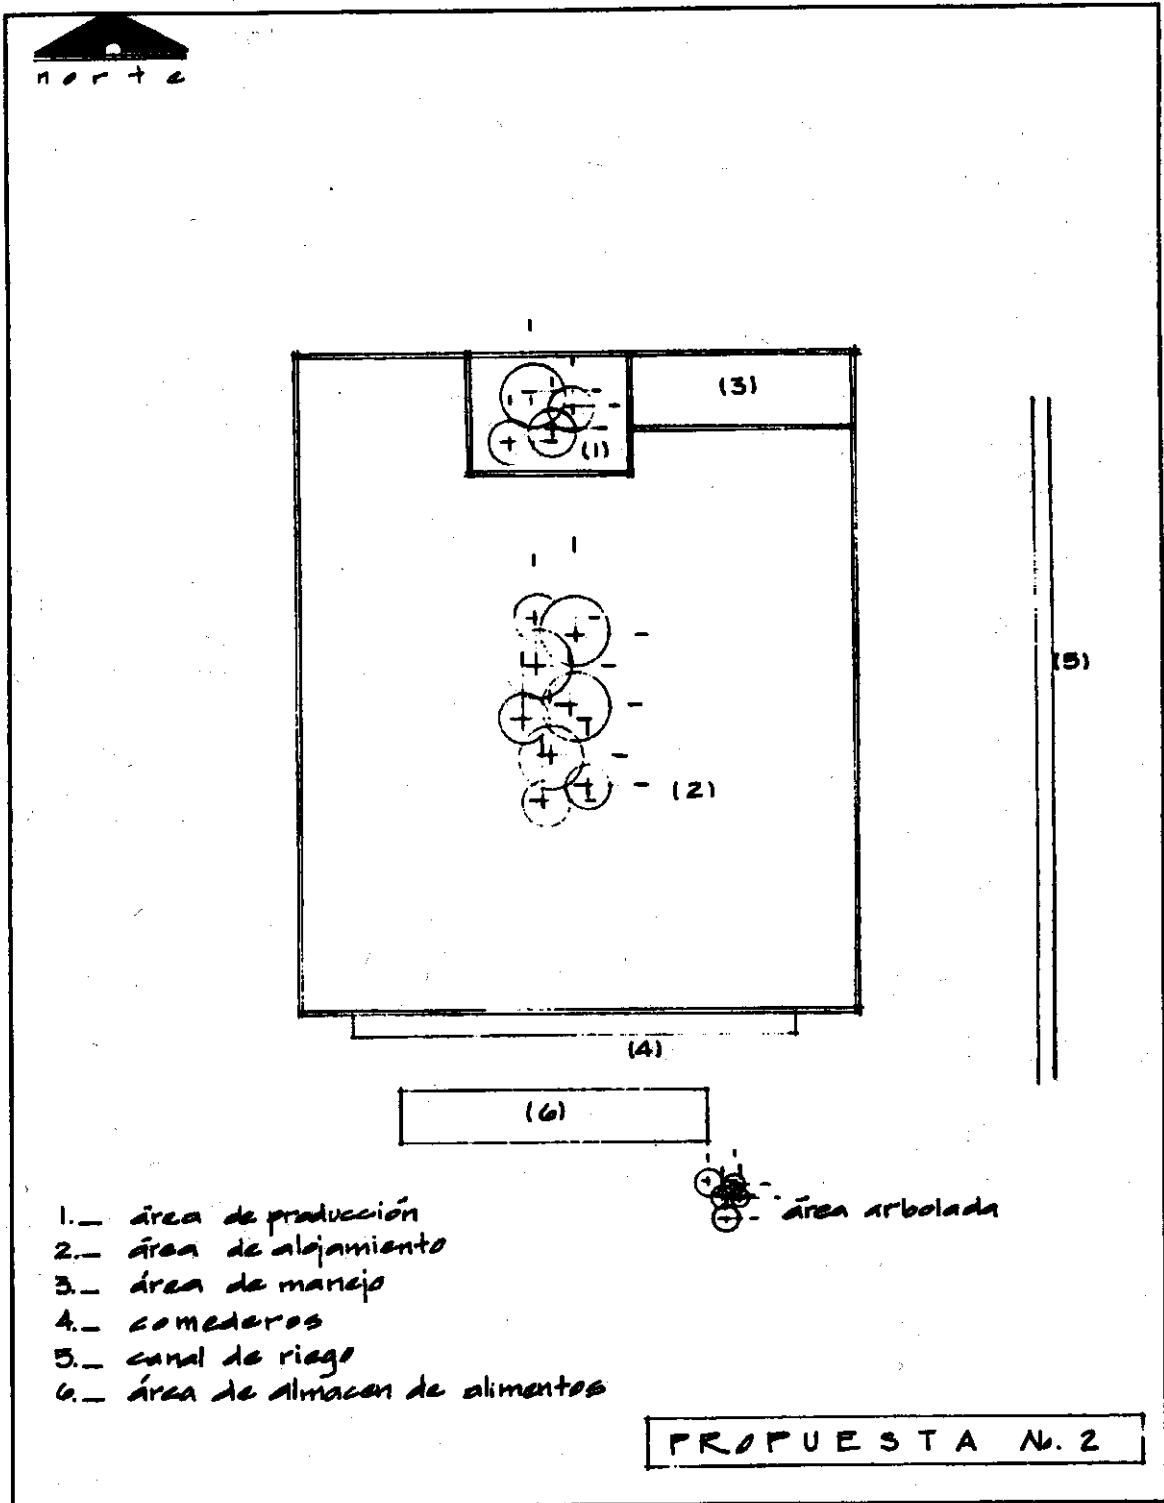 norte
(3)
(1)
(5)
(2)
(4)
(6)
área arbolada
1._ área de producción
2._ área de alojamiento
3._ área de manejo
4._ comederos
5._ canal de riego
6._ área de almacen de alimentos
PROPUESTA No. 2